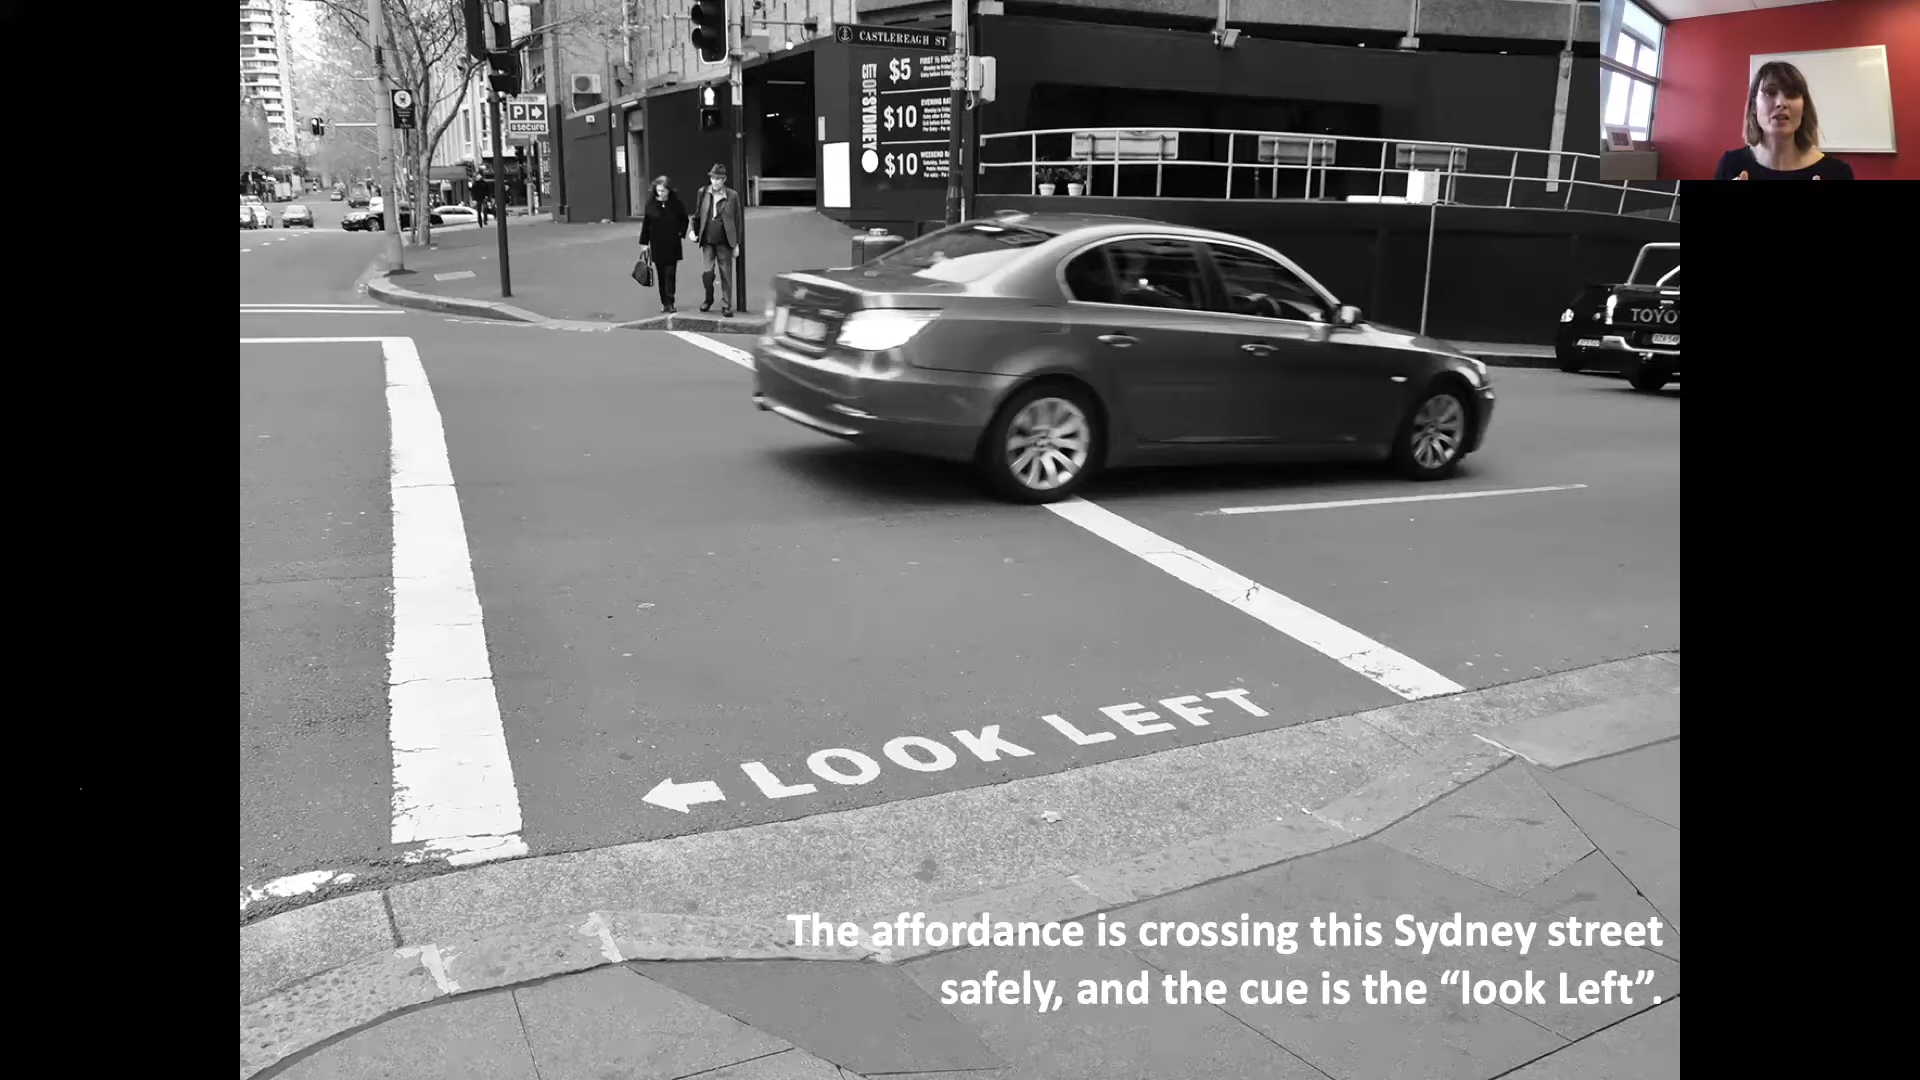 CASTLEREAGH ST
CITY OF SYDNEY
$5
$10
$10
P
secure
TOYO
← LOOK LEFT
The affordance is crossing this Sydney street
safely, and the cue is the “look Left”.